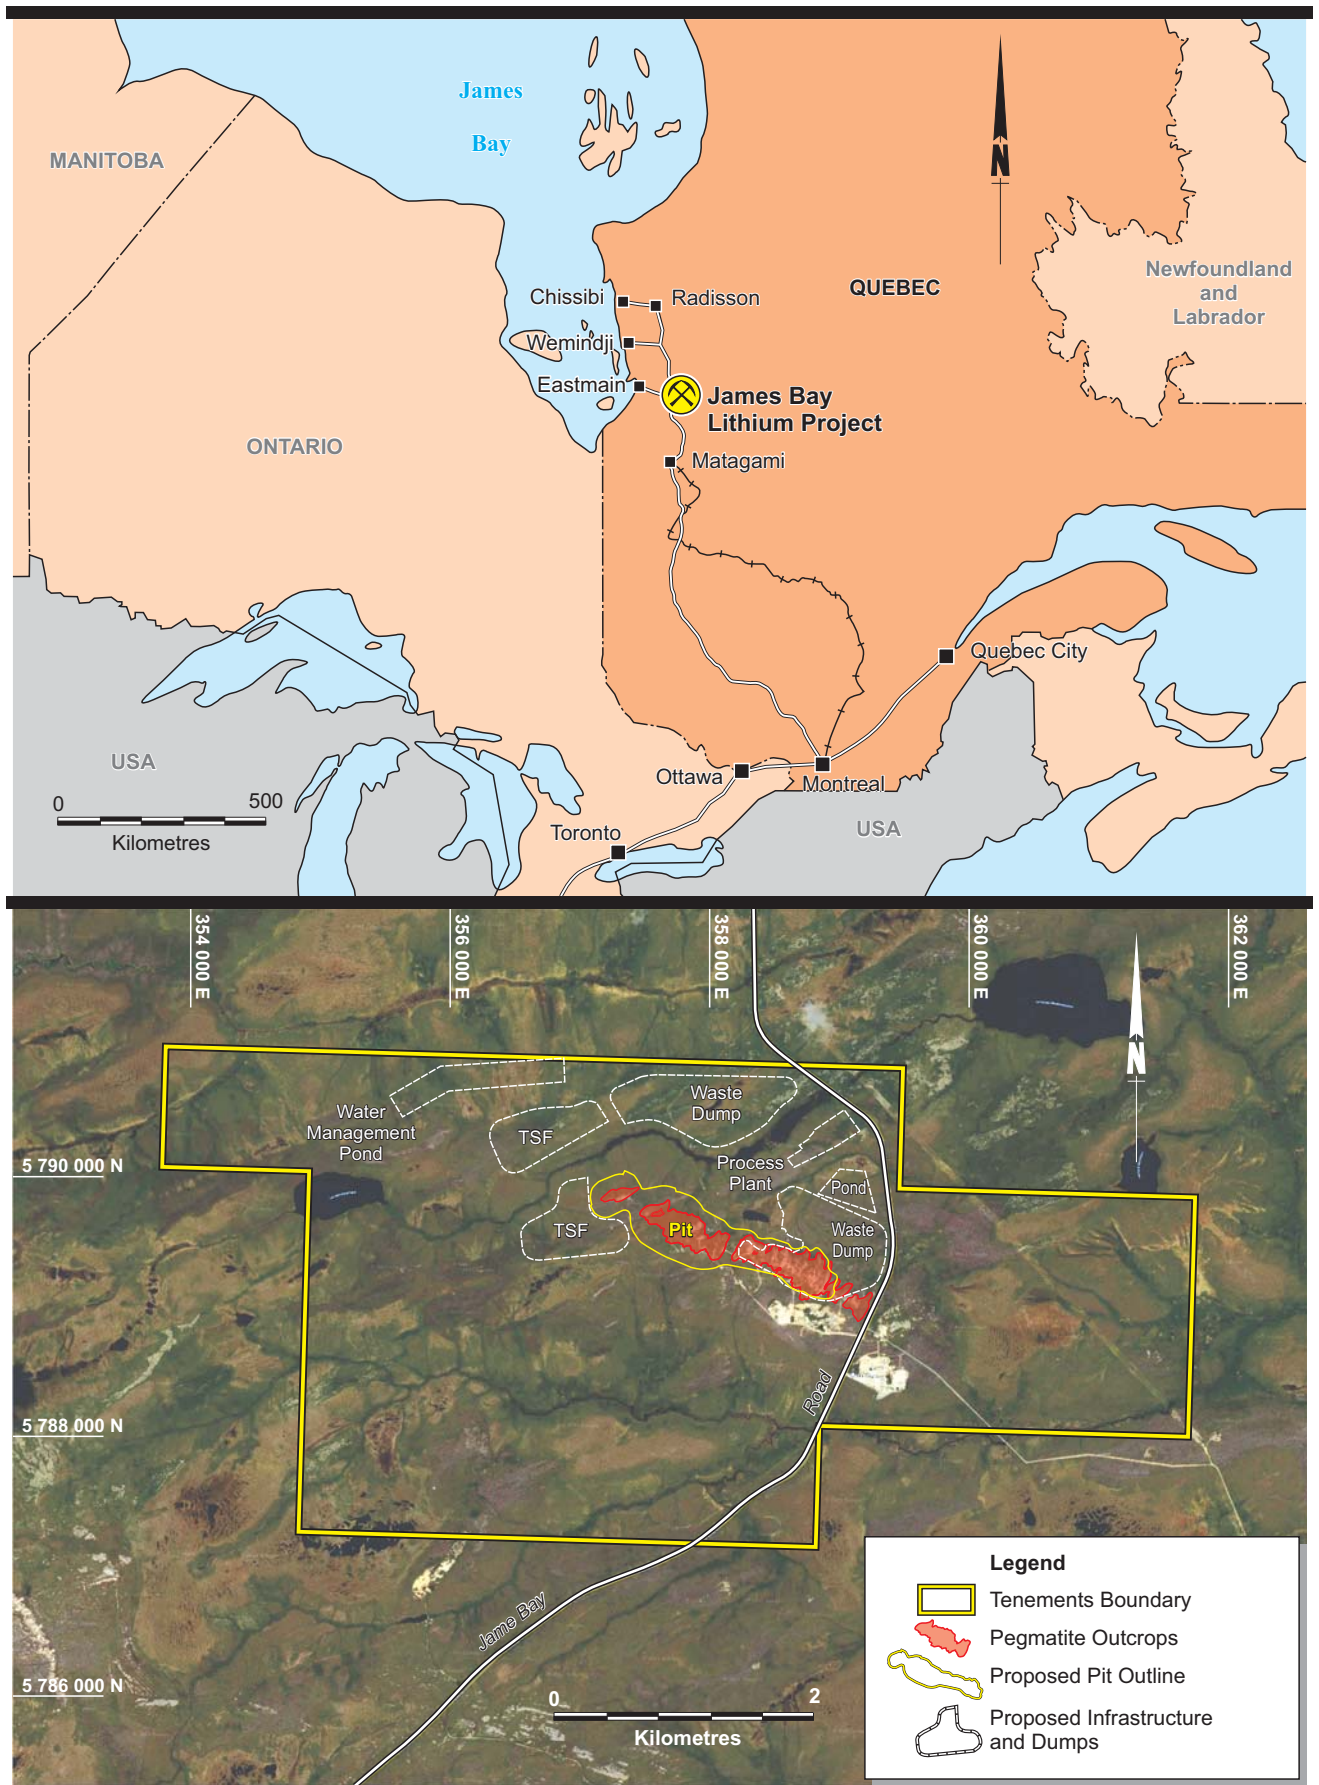 James
Bay
MANITOBA
N
Newfoundland
and
Labrador
QUEBEC
Chissibi
Radisson
Wemindji
Eastmain
James Bay
Lithium Project
ONTARIO
Matagami
Quebec City
USA
Ottawa
Montreal
0 500
Kilometres
Toronto
USA
354 000 E
356 000 E
358 000 E
360 000 E
362 000 E
N
Water
Management
Pond
TSF
Waste
Dump
5 790 000 N
Process
Plant
Pond
TSF
Pit
Waste
Dump
Road
5 788 000 N
Jame Bay
5 786 000 N
0 2
Kilometres
Legend
Tenements Boundary
Pegmatite Outcrops
Proposed Pit Outline
Proposed Infrastructure
and Dumps